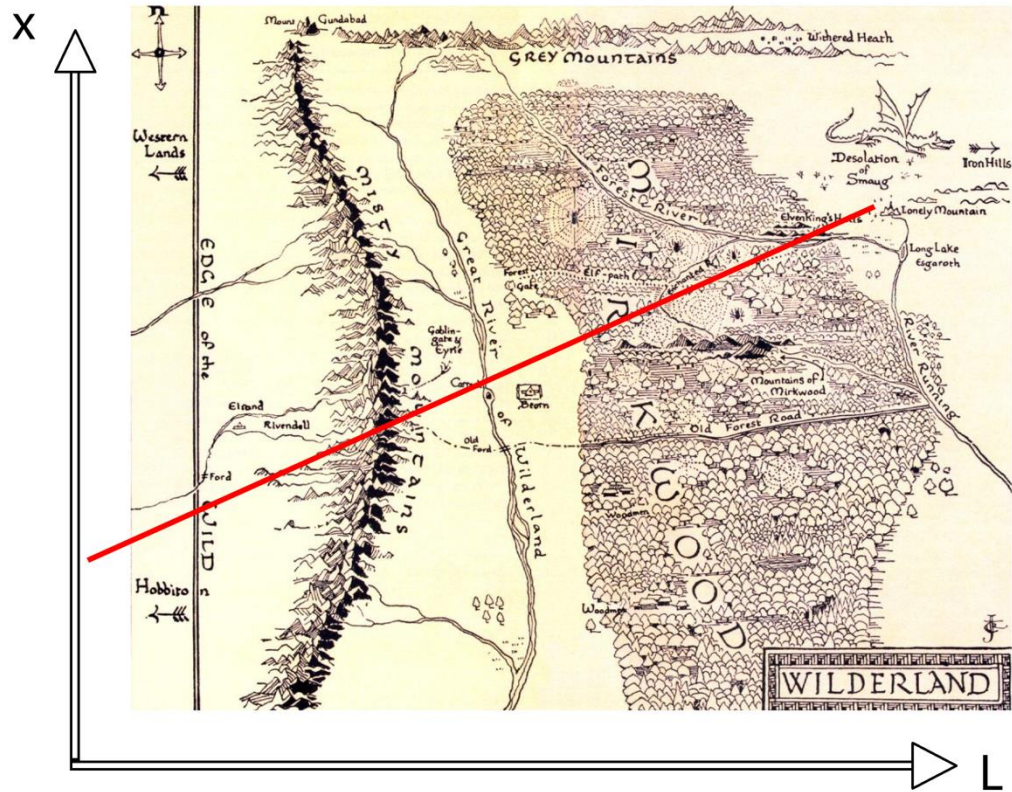 X
Mount Gundabad
Withered Heath
GREY MOUNTAINS
Western
Lands
Desolation
of
Smaug
Iron Hills
MISTY
MOUNTAINS
Forest River
Elvenking's Halls
Lonely Mountain
EDGE of the
WILD
Great River
of
Wilderland
Forest
Gate
Elf-path
Enchanted R.
Long Lake
Esgaroth
MIRKWOOD
Goblin-
gate &
Eyrie
River Running
Carrock
Beorn
Mountains of
Mirkwood
Elrond
Rivendell
Old
Ford
Old Forest Road
Ford
Woodmen
Hobbiton
Woodmen
WILDERLAND
L